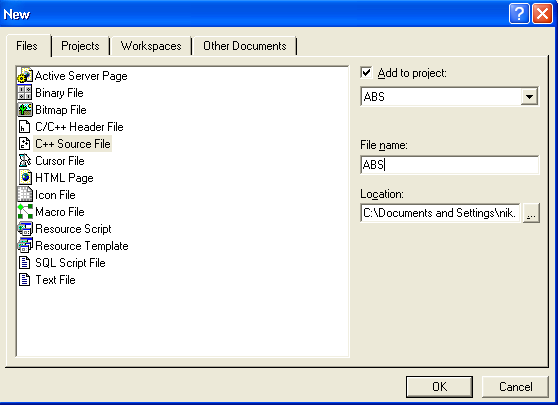 New
Files Projects Workspaces Other Documents
Active Server Page
Binary File
Bitmap File
C/C++ Header File
C++ Source File
Cursor File
HTML Page
Icon File
Macro File
Resource Script
Resource Template
SQL Script File
Text File
Add to project:
ABS
File name:
ABS
Location:
C:\Documents and Settings\nik.
...
OK Cancel